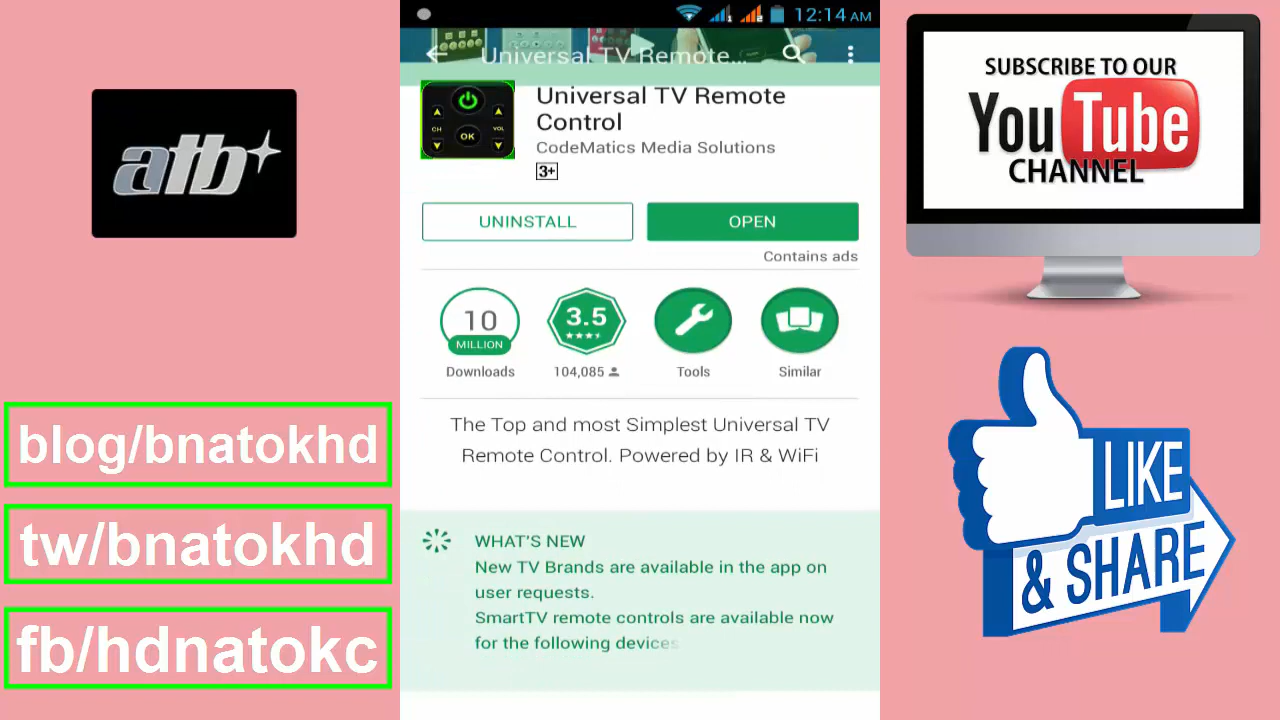 12:14 AM
Universal TV Remote...
Universal TV Remote
Control
CodeMatics Media Solutions
3+
UNINSTALL
OPEN
Contains ads
10
MILLION
Downloads
3.5
104,085
Tools
Similar
The Top and most Simplest Universal TV
Remote Control. Powered by IR & WiFi
WHAT'S NEW
New TV Brands are available in the app on
user requests.
SmartTV remote controls are available now
for the following devices
CH
VOL
OK
atb
blog/bnatokhd
tw/bnatokhd
fb/hdnatokc
SUBSCRIBE TO OUR
YouTube
CHANNEL
LIKE
& SHARE